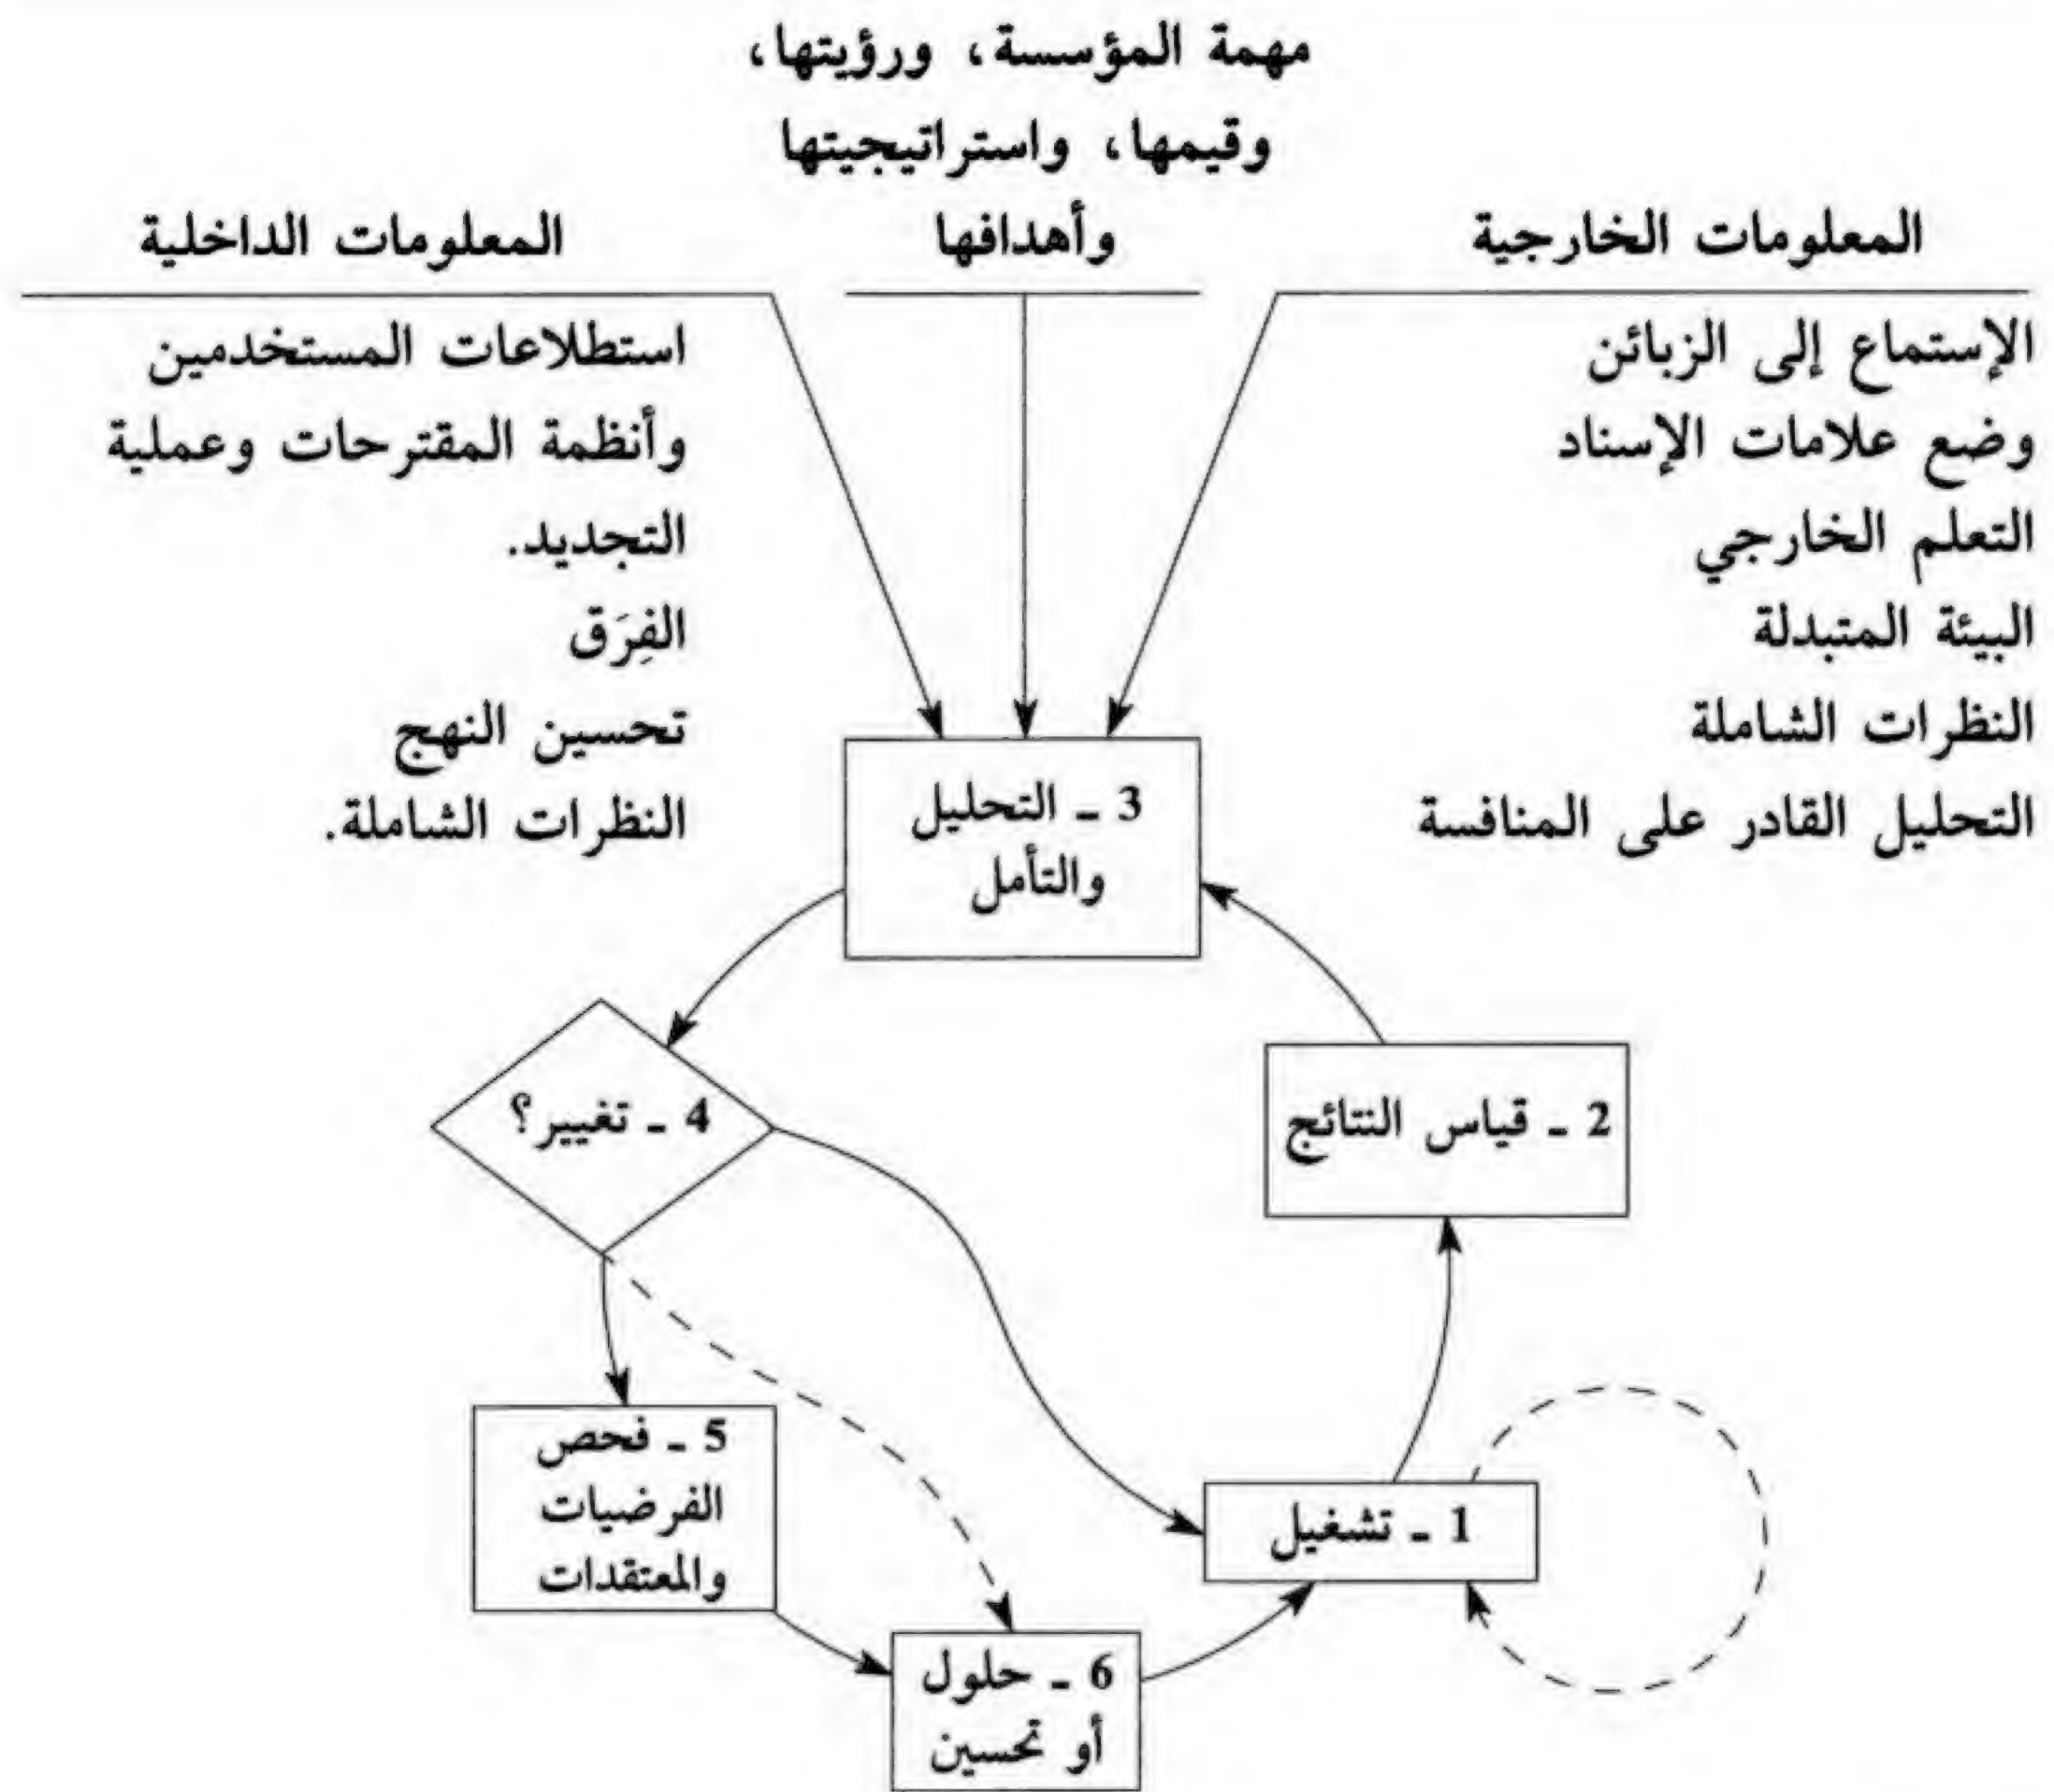 مهمة المؤسسة، ورؤيتها،
وقيمها، واستراتيجيتها
وأهدافها
المعلومات الخارجية
الإستماع إلى الزبائن
وضع علامات الإسناد
التعلم الخارجي
البيئة المتبدلة
النظرات الشاملة
التحليل القادر على المنافسة
المعلومات الداخلية
استطلاعات المستخدمين
وأنظمة المقترحات وعملية
التجديد.
الفِرَق
تحسين النهج
النظرات الشاملة.
3 ـ التحليل
والتأمل
2 ـ قياس النتائج
4 ـ تغيير؟
5 ـ فحص
الفرضيات
والمعتقدات
1 ـ تشغيل
6 ـ حلول
أو تحسين